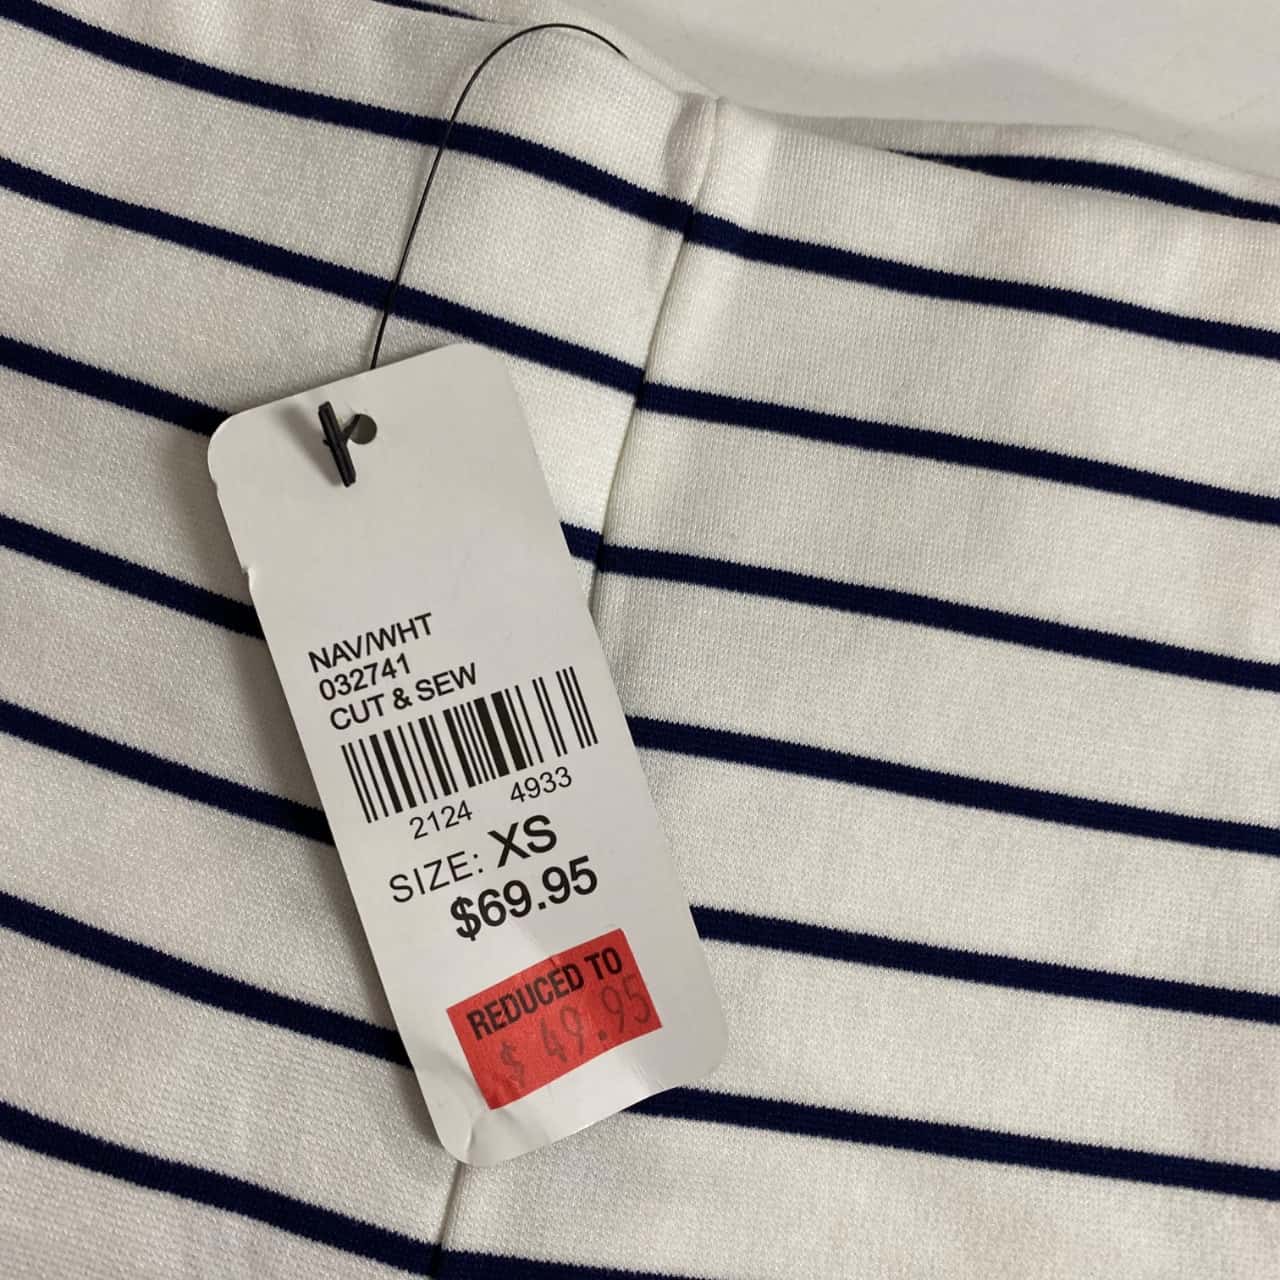 NAV/WHT
032741
CUT & SEW
2124 4933
SIZE: XS
$69.95
REDUCED TO
$ 49.95